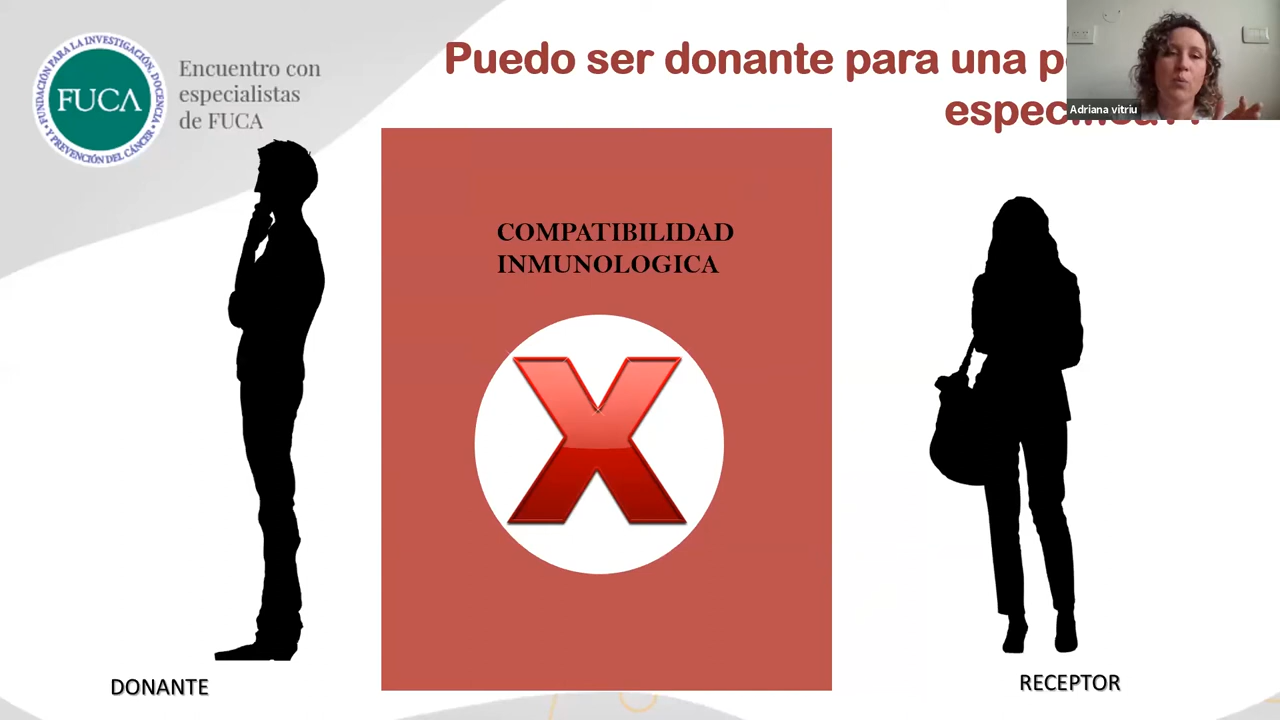 FUNDACIÓN PARA LA INVESTIGACIÓN, DOCENCIA
Y PREVENCIÓN DEL CÁNCER
FUCA
Encuentro con
especialistas
de FUCA
Puedo ser donante para una
Adriana vitriu
COMPATIBILIDAD
INMUNOLOGICA
X
DONANTE
RECEPTOR